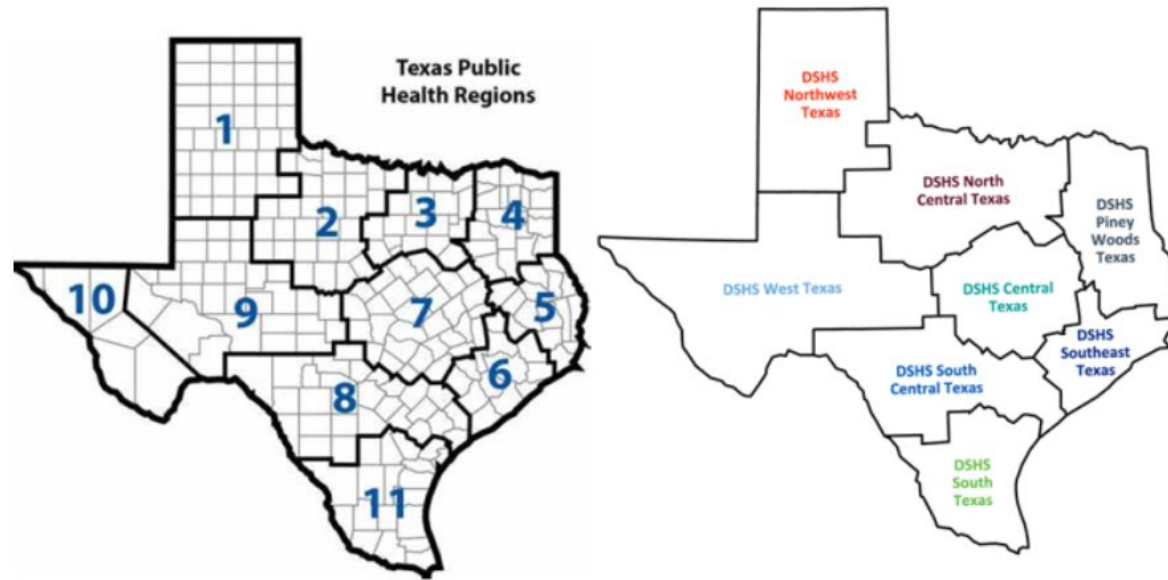 Texas Public
Health Regions
1
2
3
4
5
6
7
8
9
10
11
DSHS
Northwest
Texas
DSHS North
Central Texas
DSHS
Piney
Woods
Texas
DSHS West Texas
DSHS Central
Texas
DSHS
Southeast
Texas
DSHS South
Central Texas
DSHS
South
Texas